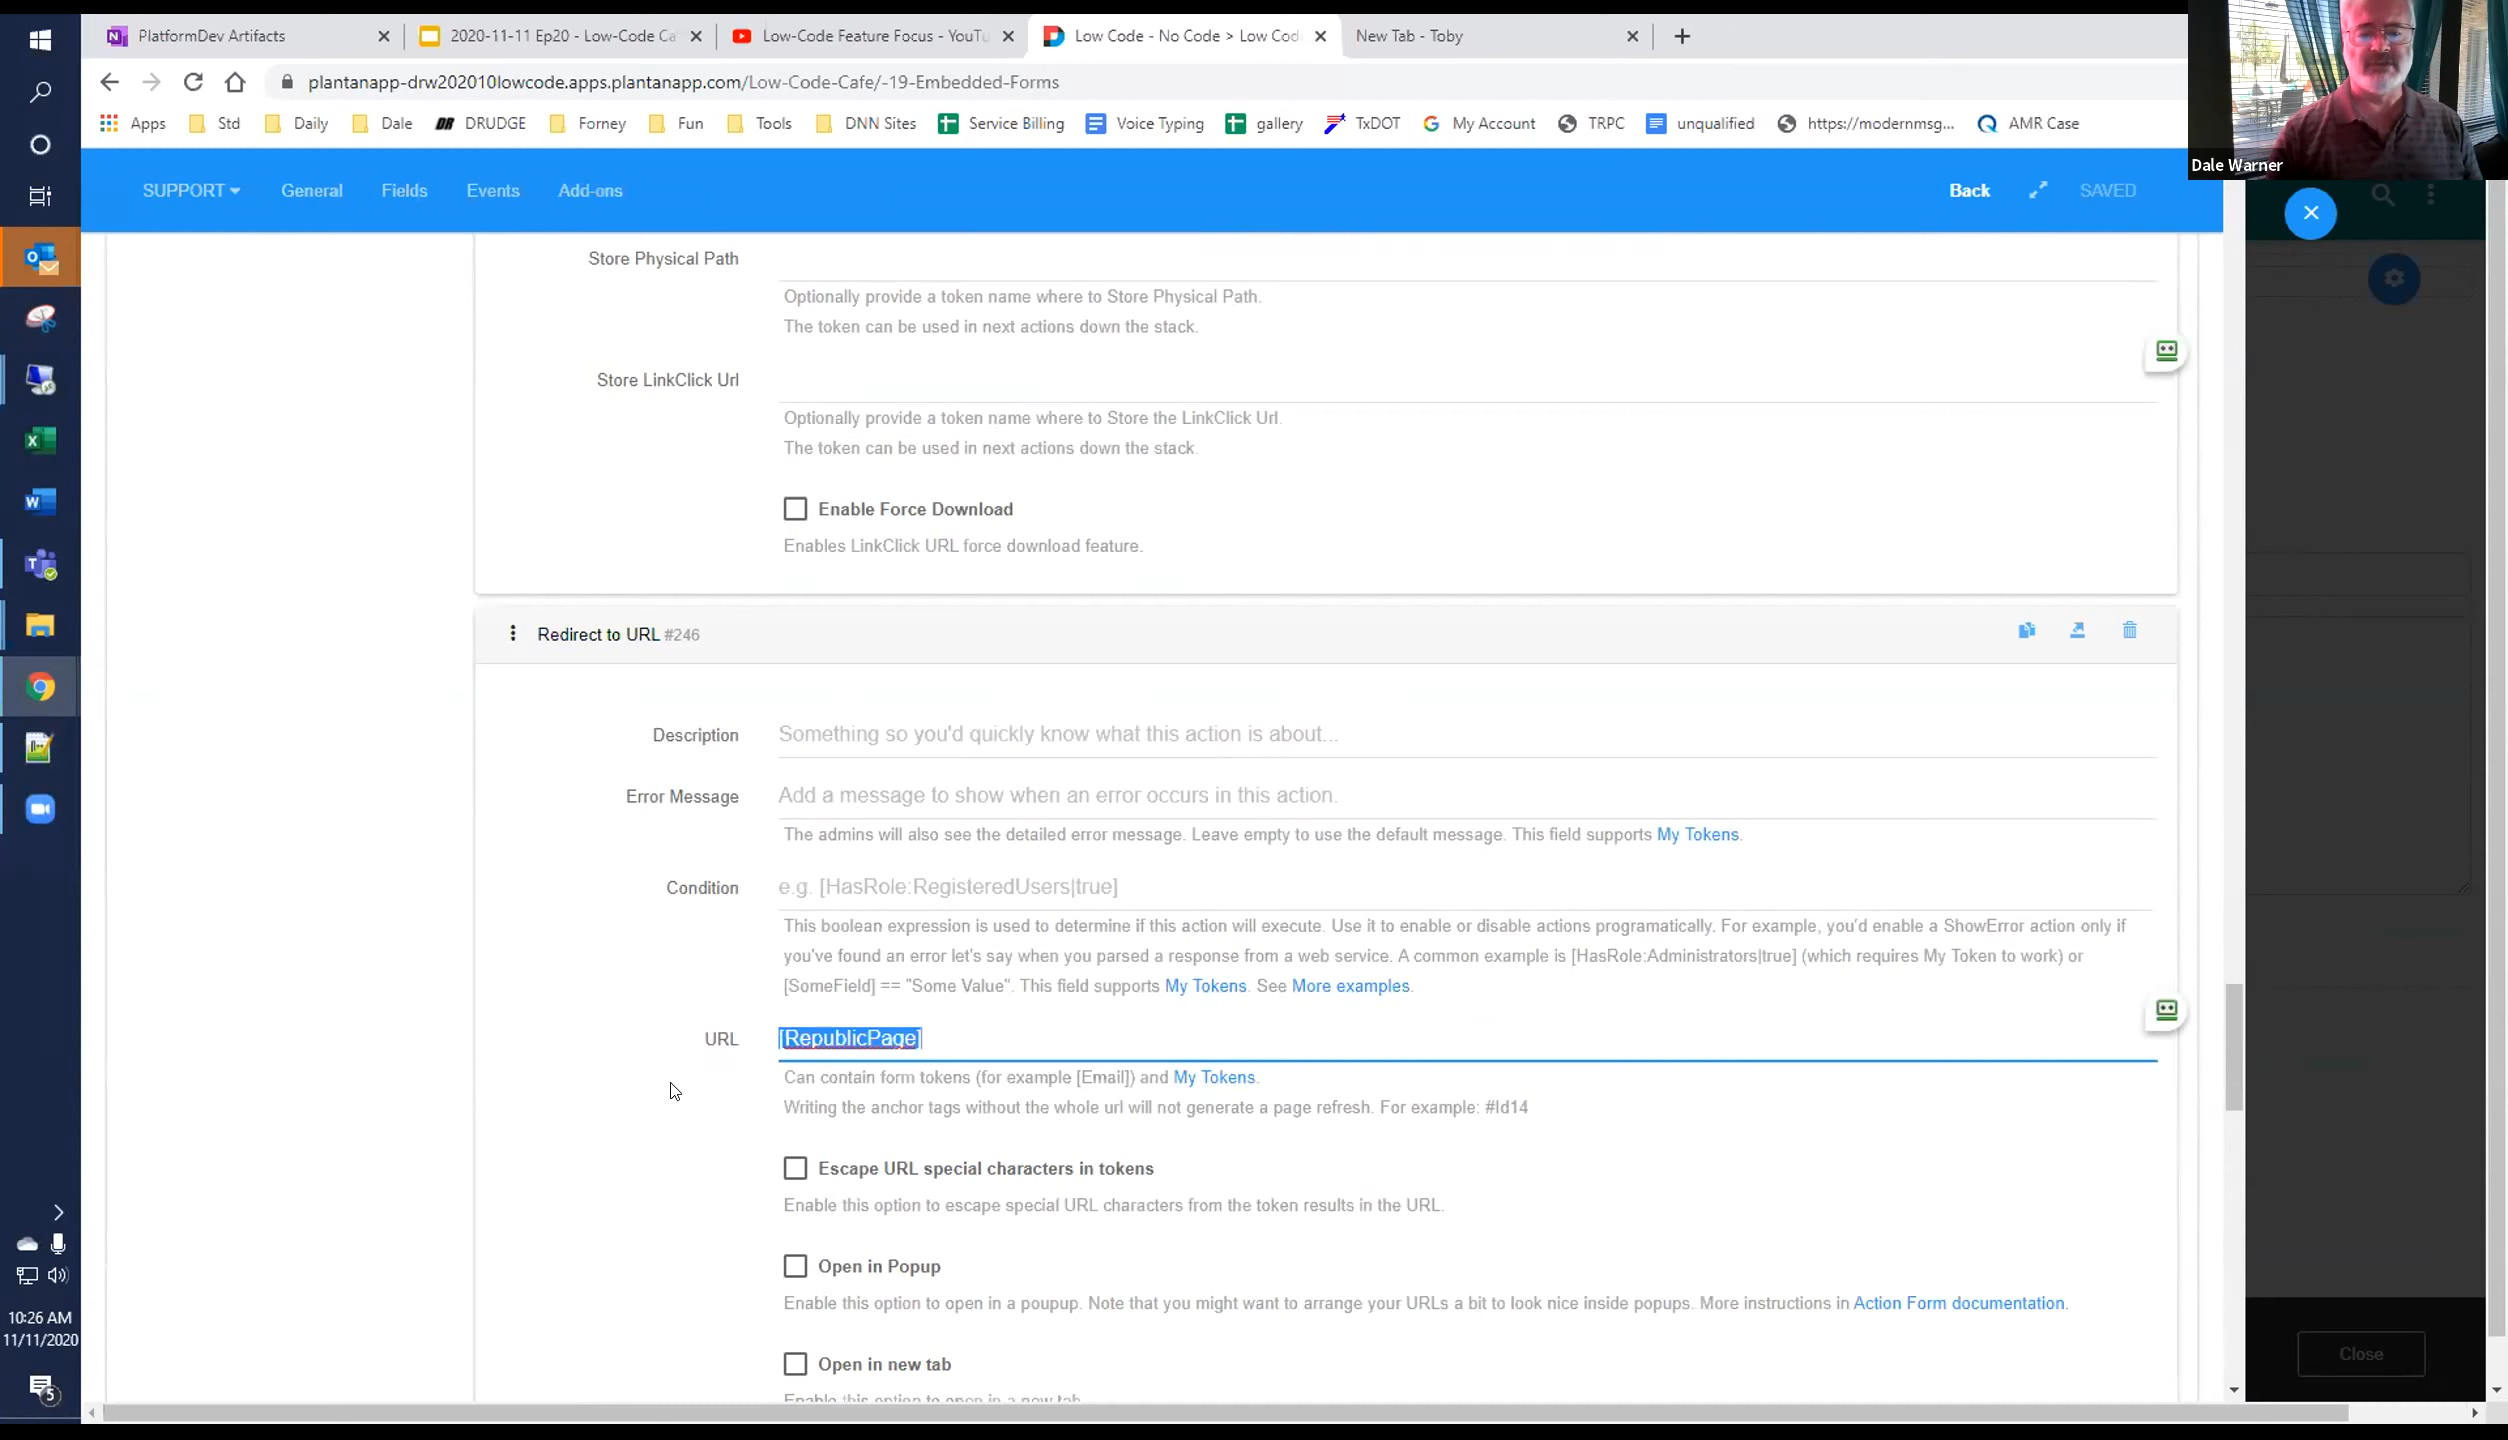 PlatformDev Artifacts
2020-11-11 Ep20 - Low-Code Ca
Low-Code Feature Focus - YouTu
Low Code - No Code > Low Cod
New Tab - Toby
plantanapp-drw202010lowcode.apps.plantanapp.com/Low-Code-Cafe/-19-Embedded-Forms
Apps Std Daily Dale DRUDGE Forney Fun Tools DNN Sites Service Billing Voice Typing gallery TxDOT My Account TRPC unqualified https://modernmsg... AMR Case
Dale Warner
SUPPORT General Fields Events Add-ons Back SAVED
Store Physical Path
Optionally provide a token name where to Store Physical Path.
The token can be used in next actions down the stack.
Store LinkClick Url
Optionally provide a token name where to Store the LinkClick Url.
The token can be used in next actions down the stack.
Enable Force Download
Enables LinkClick URL force download feature.
Redirect to URL #246
Description Something so you'd quickly know what this action is about...
Error Message Add a message to show when an error occurs in this action.
The admins will also see the detailed error message. Leave empty to use the default message. This field supports My Tokens.
Condition e.g. [HasRole:RegisteredUsers|true]
This boolean expression is used to determine if this action will execute. Use it to enable or disable actions programatically. For example, you'd enable a ShowError action only if
you've found an error let's say when you parsed a response from a web service. A common example is [HasRole:Administrators|true] (which requires My Token to work) or
[SomeField] == "Some Value". This field supports My Tokens. See More examples.
URL [RepublicPage]
Can contain form tokens (for example [Email]) and My Tokens.
Writing the anchor tags without the whole url will not generate a page refresh. For example: #Id14
Escape URL special characters in tokens
Enable this option to escape special URL characters from the token results in the URL.
Open in Popup
Enable this option to open in a poupup. Note that you might want to arrange your URLs a bit to look nice inside popups. More instructions in Action Form documentation.
Open in new tab
Enable this option to open in a new tab
Close
10:26 AM
11/11/2020
5